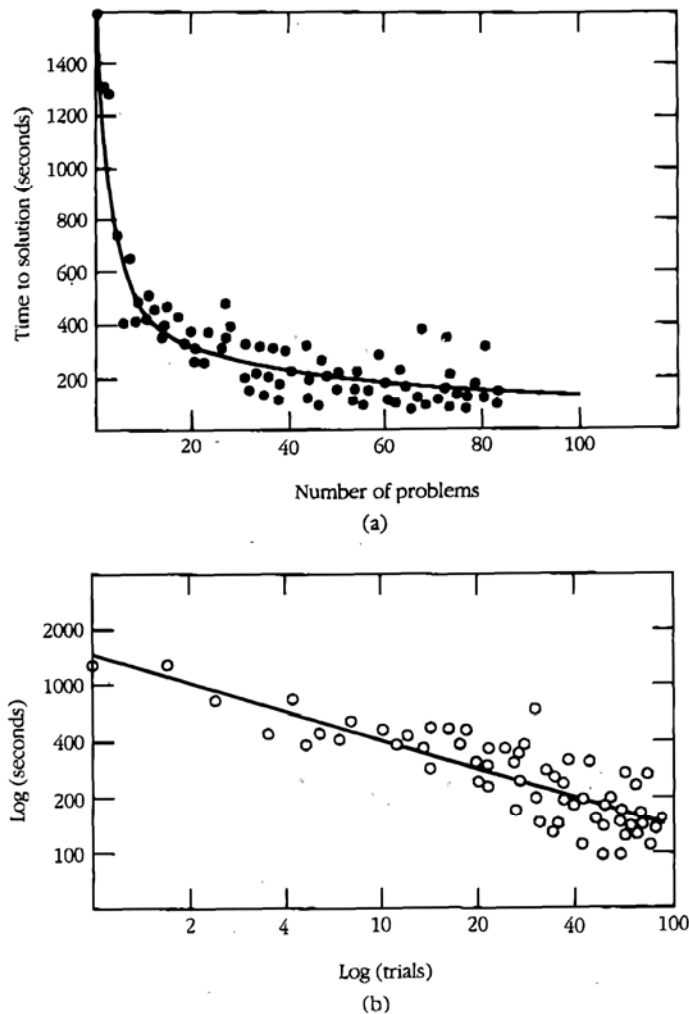 1400
1200
1000
800
600
400
200
Time to solution (seconds)
20 40 60 80 100
Number of problems
(a)
2000
1000
400
200
100
Log (seconds)
2 4 10 20 40 100
Log (trials)
(b)